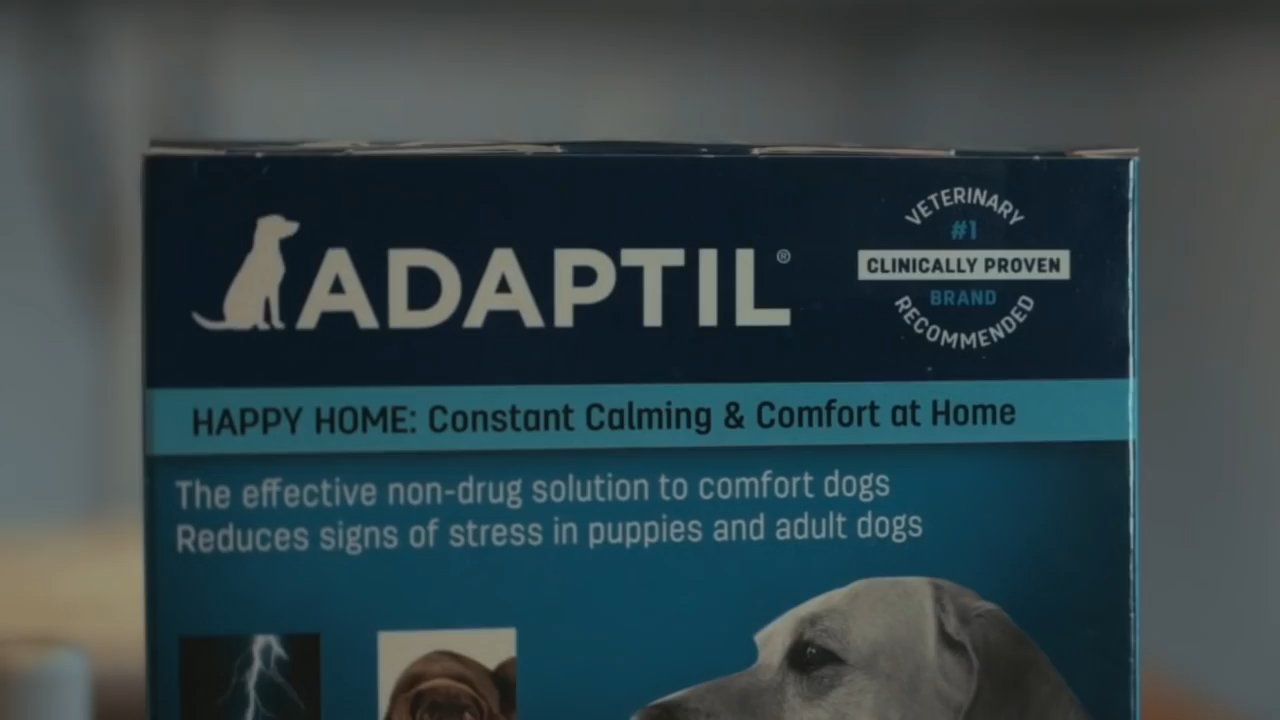 ADAPTIL®
VETERINARY
#1
CLINICALLY PROVEN
BRAND
RECOMMENDED
HAPPY HOME: Constant Calming & Comfort at Home
The effective non-drug solution to comfort dogs
Reduces signs of stress in puppies and adult dogs